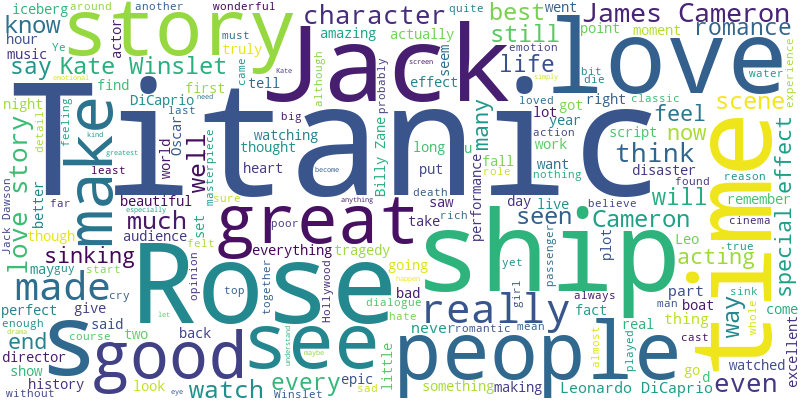 Titanic
Jack
love
story
time
ship
Rose
people
great
good
see
make
s
made
really
James Cameron
Kate Winslet
character
best
romance
know
say
still
life
well
much
many
think
feel
now
scene
will
Cameron
acting
special effect
way
even
love story
sinking
watch
every
end
seen
iceberg
hour
music
actor
around
another
wonderful
must
truly
amazing
actually
quite
went
emotion
point
moment
seem
effect
although
came
Kate
screen
probably
loved
bit
die
classic
water
experience
find
DiCaprio
first
tell
night
detail
feeling
last
Oscar
need
watching
thought
big
Billy Zane
long
u
fall
role
lot
action
got
year
right
script
work
want
nothing
disaster
found
reason
remember
least
world
masterpiece
heart
become
put
kind
greatest
beautiful
sure
death
saw
performance
day
live
believe
cinema
Jack Dawson
better
far
set
poor
anything
take
rich
especially
audience
felt
everything
tragedy
though
may
guy
start
opinion
Hollywood
going
yet
girl
passenger
plot
Leo
true
perfect
give
cry
top
together
bad
dialogue
always
fact
part
man
boat
sink
whole
come
enough
said
course
two
back
let
hate
never
romantic
mean
real
thing
cast
excellent
director
drama
understand
maybe
little
almost
played
go
d
watched
show
history
look
eye
epic
sad
something
making
Leonardo DiCaprio
without
Winslet
Ye
emotional
simply
happen